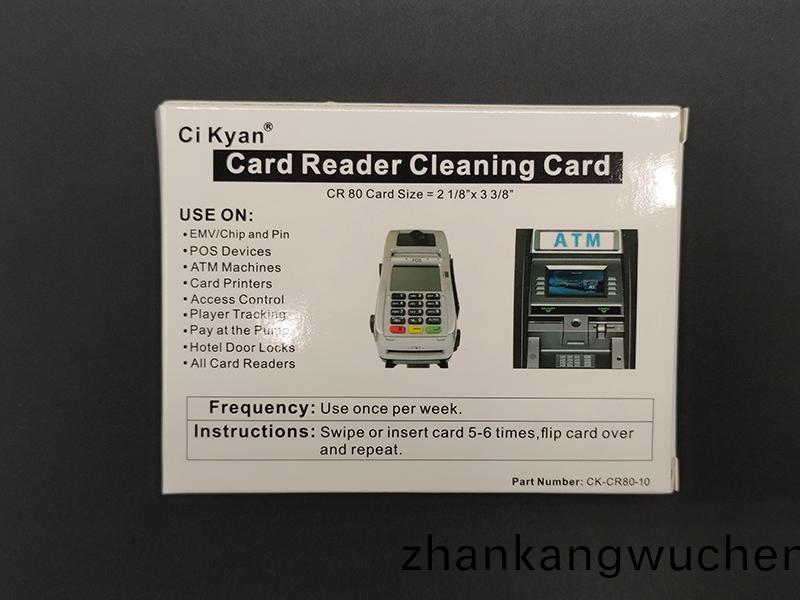 Ci Kyan®
Card Reader Cleaning Card
CR 80 Card Size = 2 1/8"x 3 3/8"
USE ON:
•EMV/Chip and Pin
•POS Devices
•ATM Machines
•Card Printers
•Access Control
•Player Tracking
•Pay at the Pump
•Hotel Door Locks
•All Card Readers
POS
ATM
Frequency: Use once per week.
Instructions: Swipe or insert card 5-6 times,flip card over
and repeat.
Part Number: CK-CR80-10
zhankangwuchen